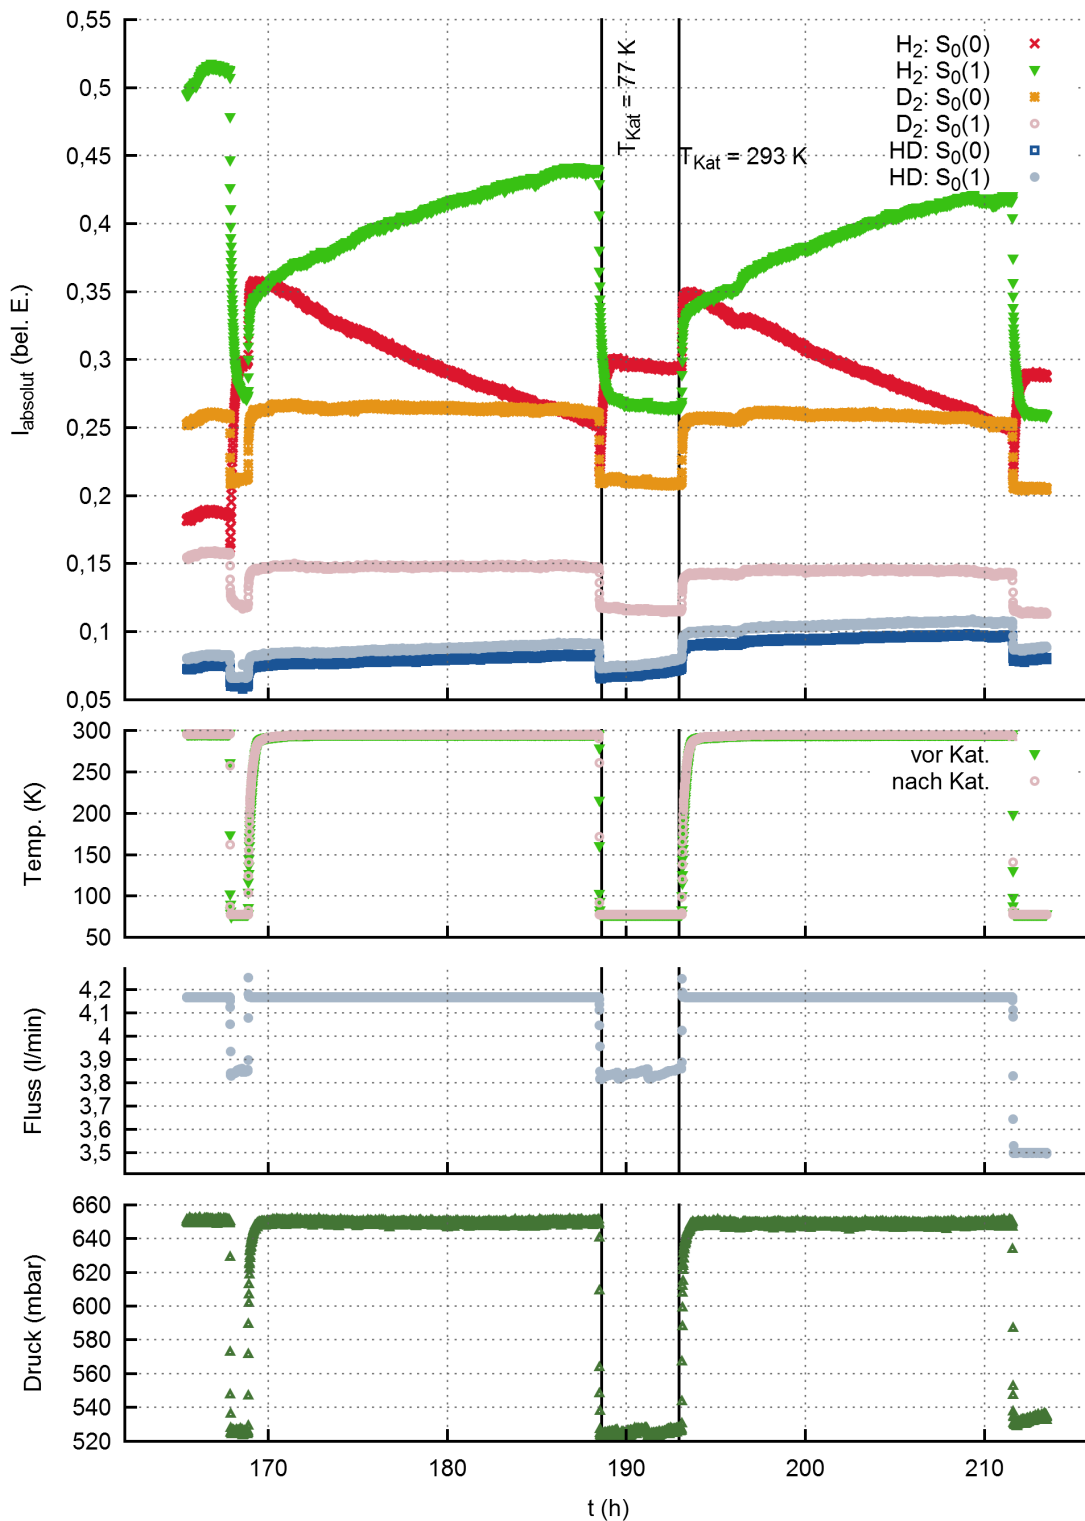 0,55
0,5
0,45
0,4
0,35
0,3
0,25
0,2
0,15
0,1
0,05
I_absolut (bel. E.)
T_Kat = 77 K
T_Kat = 293 K
H₂: S₀(0)
H₂: S₀(1)
D₂: S₀(0)
D₂: S₀(1)
HD: S₀(0)
HD: S₀(1)
300
250
200
150
100
50
Temp. (K)
vor Kat.
nach Kat.
4,2
4,1
4
3,9
3,8
3,7
3,6
3,5
Fluss (l/min)
660
640
620
600
580
560
540
520
Druck (mbar)
170 180 190 200 210
t (h)